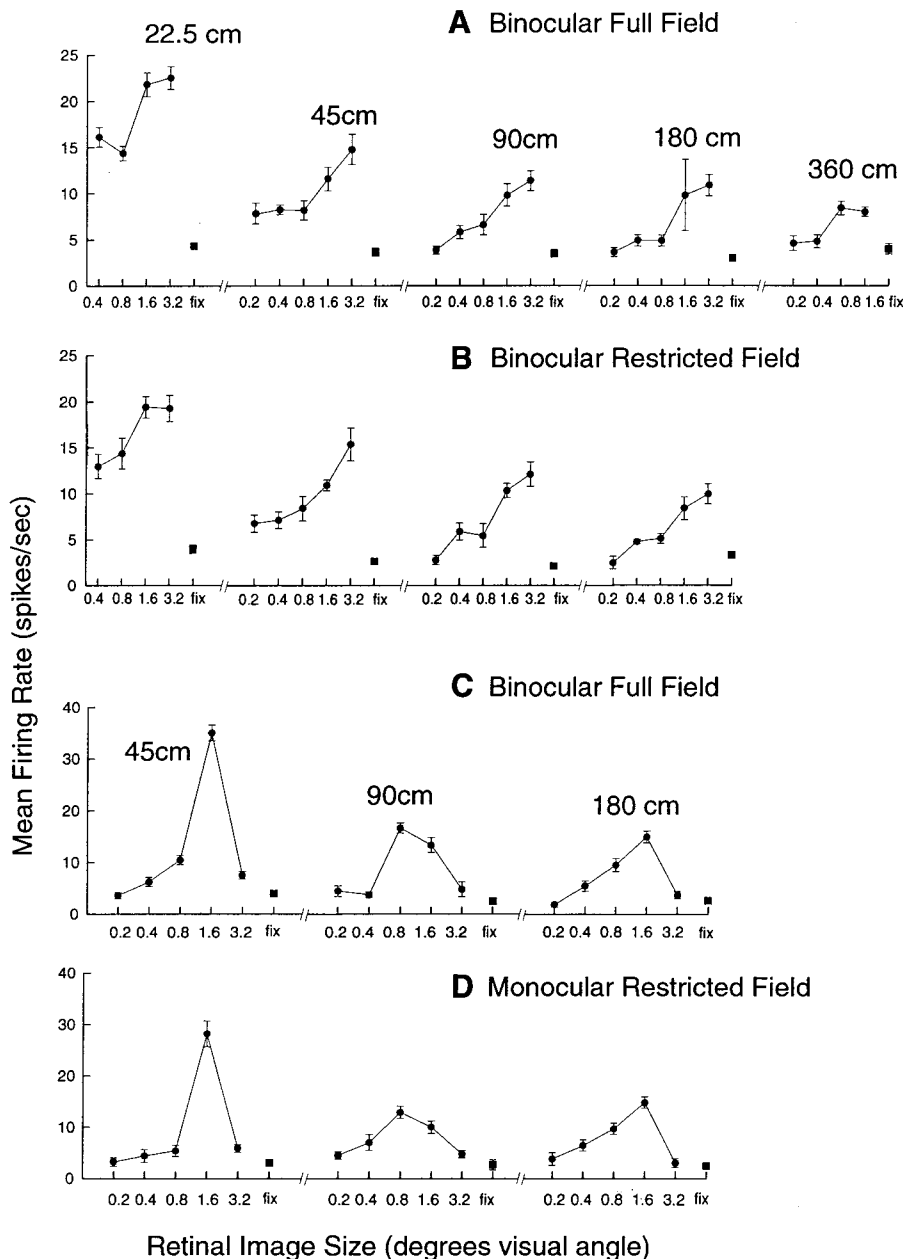 A Binocular Full Field
22.5 cm
45cm
90cm
180 cm
360 cm
25
20
15
10
5
0
0.4 0.8 1.6 3.2 fix
0.2 0.4 0.8 1.6 3.2 fix
0.2 0.4 0.8 1.6 3.2 fix
0.2 0.4 0.8 1.6 3.2 fix
0.2 0.4 0.8 1.6 fix
B Binocular Restricted Field
25
20
15
10
5
0
0.4 0.8 1.6 3.2 fix
0.2 0.4 0.8 1.6 3.2 fix
0.2 0.4 0.8 1.6 3.2 fix
0.2 0.4 0.8 1.6 3.2 fix
Mean Firing Rate (spikes/sec)
C Binocular Full Field
45cm
90cm
180 cm
40
30
20
10
0
0.2 0.4 0.8 1.6 3.2 fix
0.2 0.4 0.8 1.6 3.2 fix
0.2 0.4 0.8 1.6 3.2 fix
D Monocular Restricted Field
40
30
20
10
0
0.2 0.4 0.8 1.6 3.2 fix
0.2 0.4 0.8 1.6 3.2 fix
0.2 0.4 0.8 1.6 3.2 fix
Retinal Image Size (degrees visual angle)